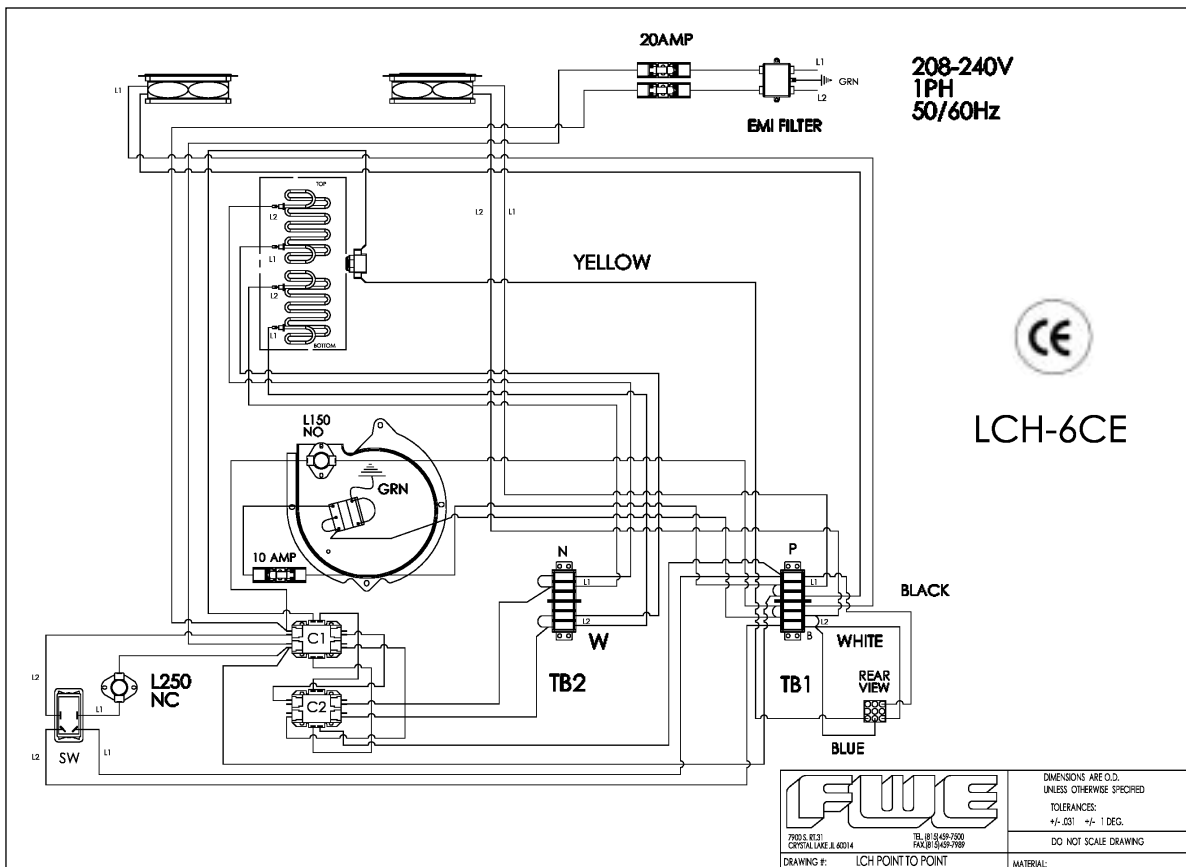 20AMP
L1
GRN
L2
EMI FILTER
208-240V
1PH
50/60Hz
L1
TOP
L2
L1
L2
L1
BOTTOM
L2
L1
YELLOW
CE
LCH-6CE
L150
NO
GRN
10 AMP
N
L1
L2
W
TB2
P
L1
L2
B
TB1
BLACK
WHITE
REAR
VIEW
BLUE
C1
C2
L250
NC
L2
L1
L2
L1
SW
FWE
7900 S. RT.31
CRYSTAL LAKE ,IL 60014
TEL. (815)459-7500
FAX.(815)459-7989
DIMENSIONS ARE O.D.
UNLESS OTHERWISE SPECIFIED
TOLERANCES:
+/- .031 +/- 1 DEG.
DO NOT SCALE DRAWING
DRAWING #: LCH POINT TO POINT
MATERIAL: